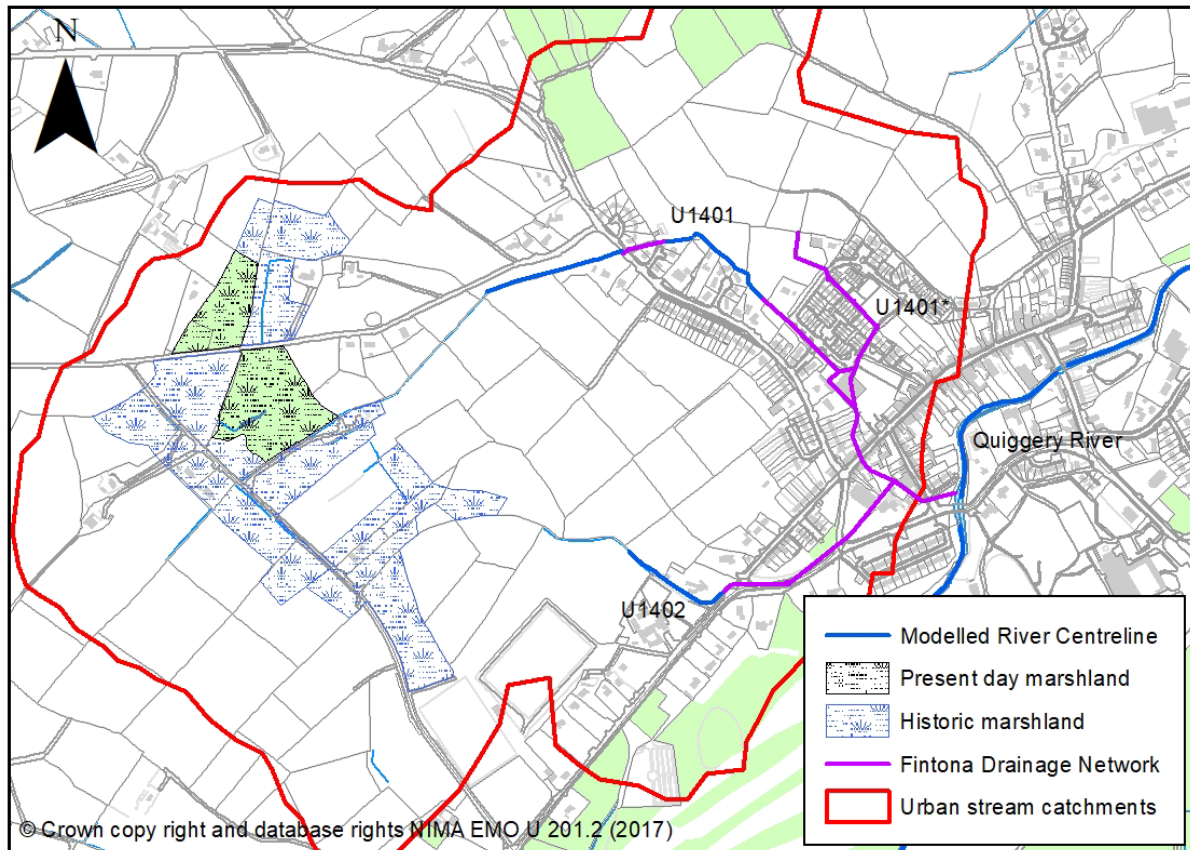 N
U1401
U1401*
Quiggery River
U1402
Modelled River Centreline
Present day marshland
Historic marshland
Fintona Drainage Network
Urban stream catchments
© Crown copy right and database rights NIMA EMO U 201.2 (2017)